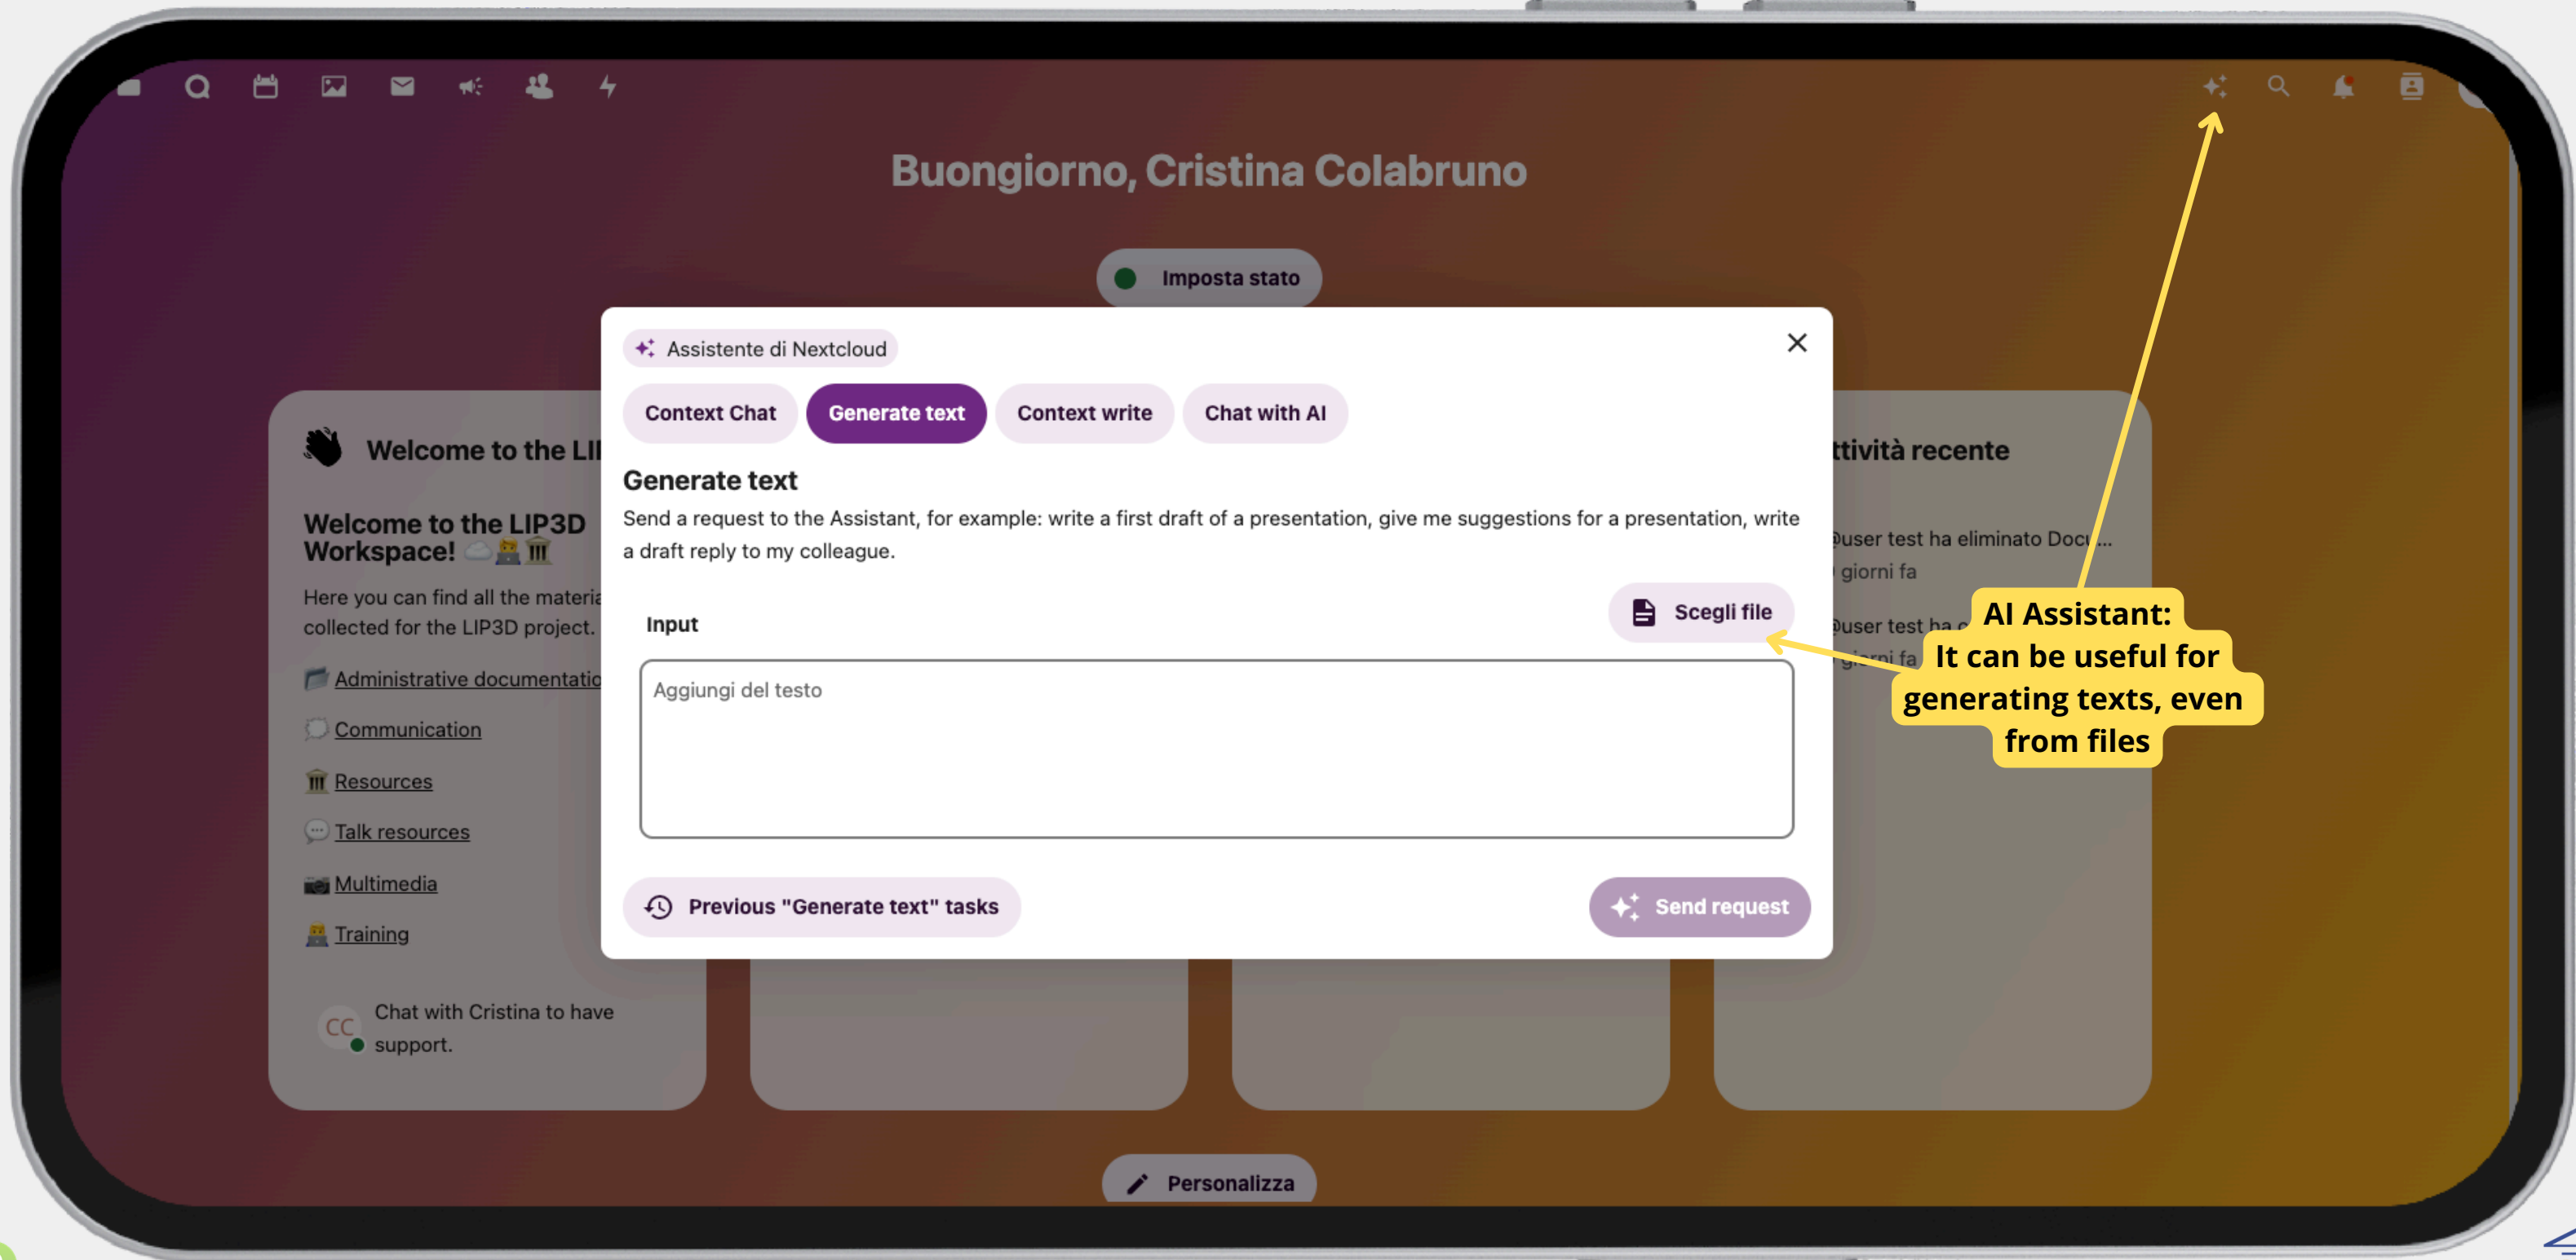 Buongiorno, Cristina Colabruno
Imposta stato
Assistente di Nextcloud
Context Chat
Generate text
Context write
Chat with AI
Generate text
Send a request to the Assistant, for example: write a first draft of a presentation, give me suggestions for a presentation, write
a draft reply to my colleague.
Scegli file
Input
Aggiungi del testo
Previous "Generate text" tasks
Send request
Welcome to the
Welcome to the LIP3D
Workspace!
Here you can find all the
collected for the LIP3D project.
Administrative
Communication
Resources
Talk resources
Multimedia
Training
CC
Chat with Cristina to have
support.
recente
user test ha eliminato
giorni fa
user test ha
giorni fa
AI Assistant:
It can be useful for
generating texts, even
from files
Personalizza